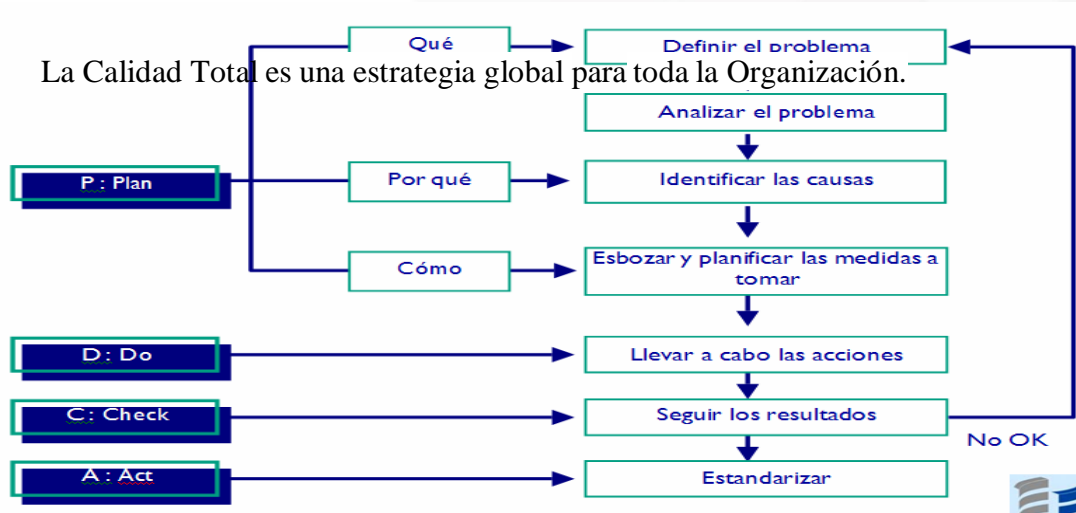 Qué
Definir el problema
La Calidad Total es una estrategia global para toda la Organización.
Analizar el problema
P : Plan
Por qué
Identificar las causas
Cómo
Esbozar y planificar las medidas a
tomar
D : Do
Llevar a cabo las acciones
C : Check
Seguir los resultados
No OK
A : Act
Estandarizar